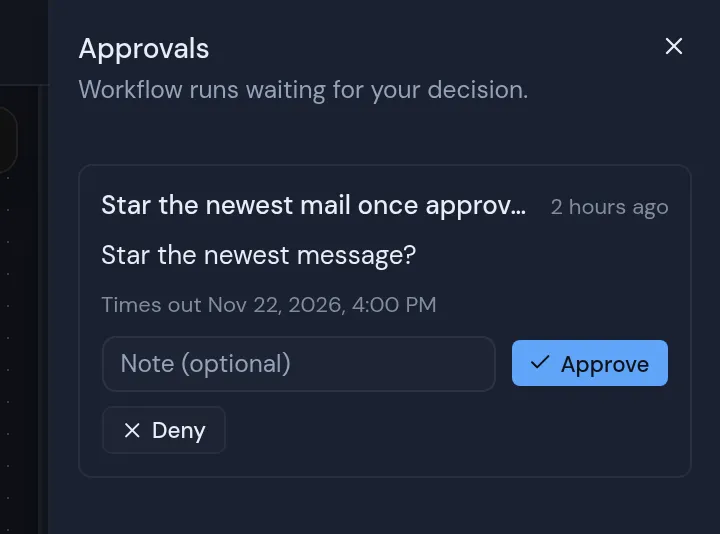 Approvals
Workflow runs waiting for your decision.
Star the newest mail once approv... 2 hours ago
Star the newest message?
Times out Nov 22, 2026, 4:00 PM
Note (optional) Approve
Deny